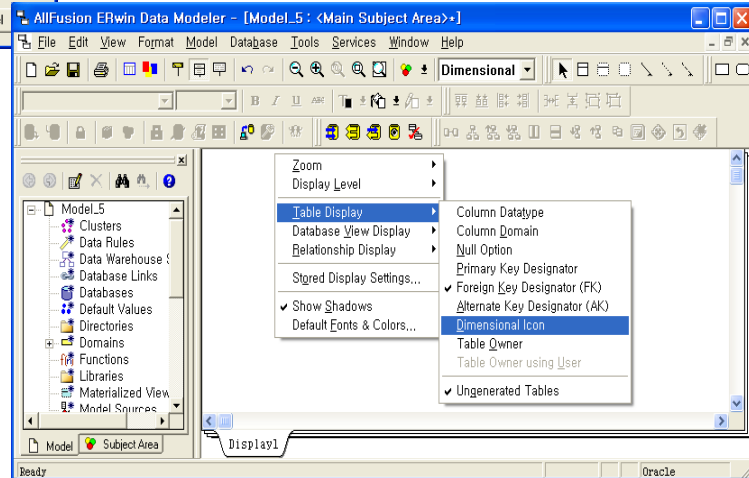 AllFusion ERwin Data Modeler - [Model_5 : <Main Subject Area>*]
File Edit View Format Model Database Tools Services Window Help
Dimensional
B I U
Model_5
Clusters
Data Rules
Data Warehouse
Database Links
Databases
Default Values
Directories
Domains
Functions
Libraries
Materialized View
Model Sources
Model
Subject Area
Zoom
Display Level
Table Display
Database View Display
Relationship Display
Stored Display Settings...
Show Shadows
Default Fonts & Colors...
Column Datatype
Column Domain
Null Option
Primary Key Designator
Foreign Key Designator (FK)
Alternate Key Designator (AK)
Dimensional Icon
Table Owner
Table Owner using User
Ungenerated Tables
Display1
Ready
Oracle